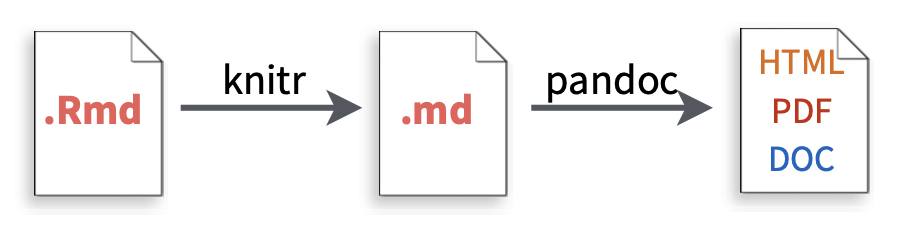 .Rmd
knitr
.md
pandoc
HTML
PDF
DOC